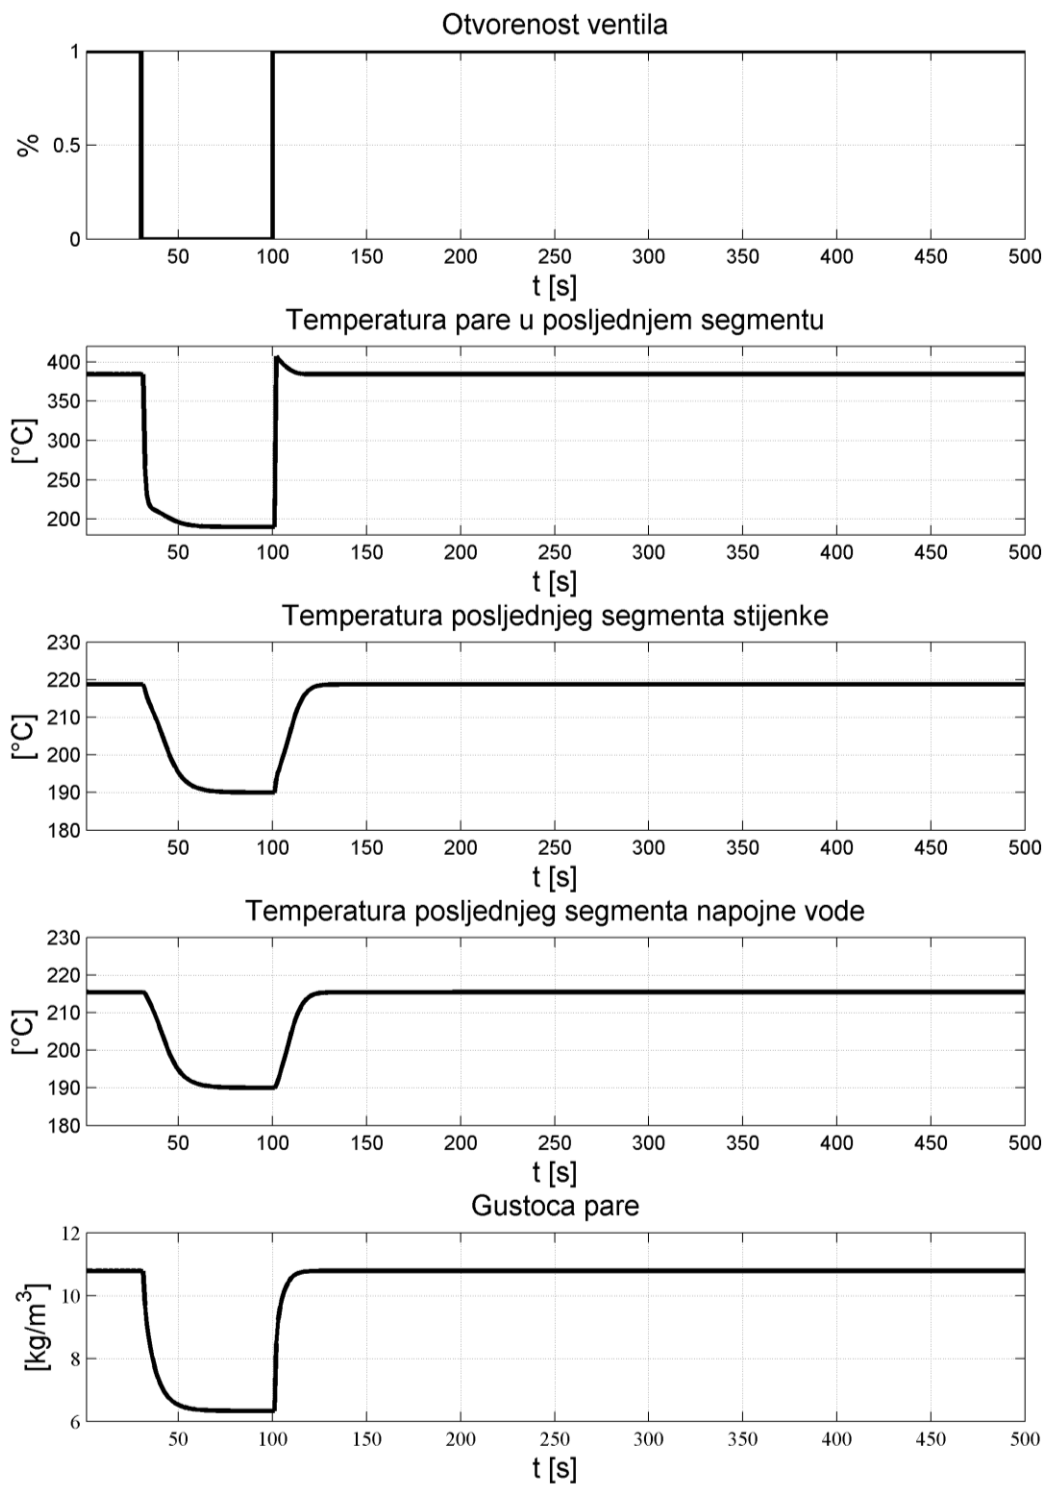 Otvorenost ventila
1
0.5
0
%
50 100 150 200 250 300 350 400 450 500
t [s]
Temperatura pare u posljednjem segmentu
400
350
300
250
200
[°C]
50 100 150 200 250 300 350 400 450 500
t [s]
Temperatura posljednjeg segmenta stijenke
230
220
210
200
190
180
[°C]
50 100 150 200 250 300 350 400 450 500
t [s]
Temperatura posljednjeg segmenta napojne vode
230
220
210
200
190
180
[°C]
50 100 150 200 250 300 350 400 450 500
t [s]
Gustoca pare
12
10
8
6
[kg/m³]
50 100 150 200 250 300 350 400 450 500
t [s]